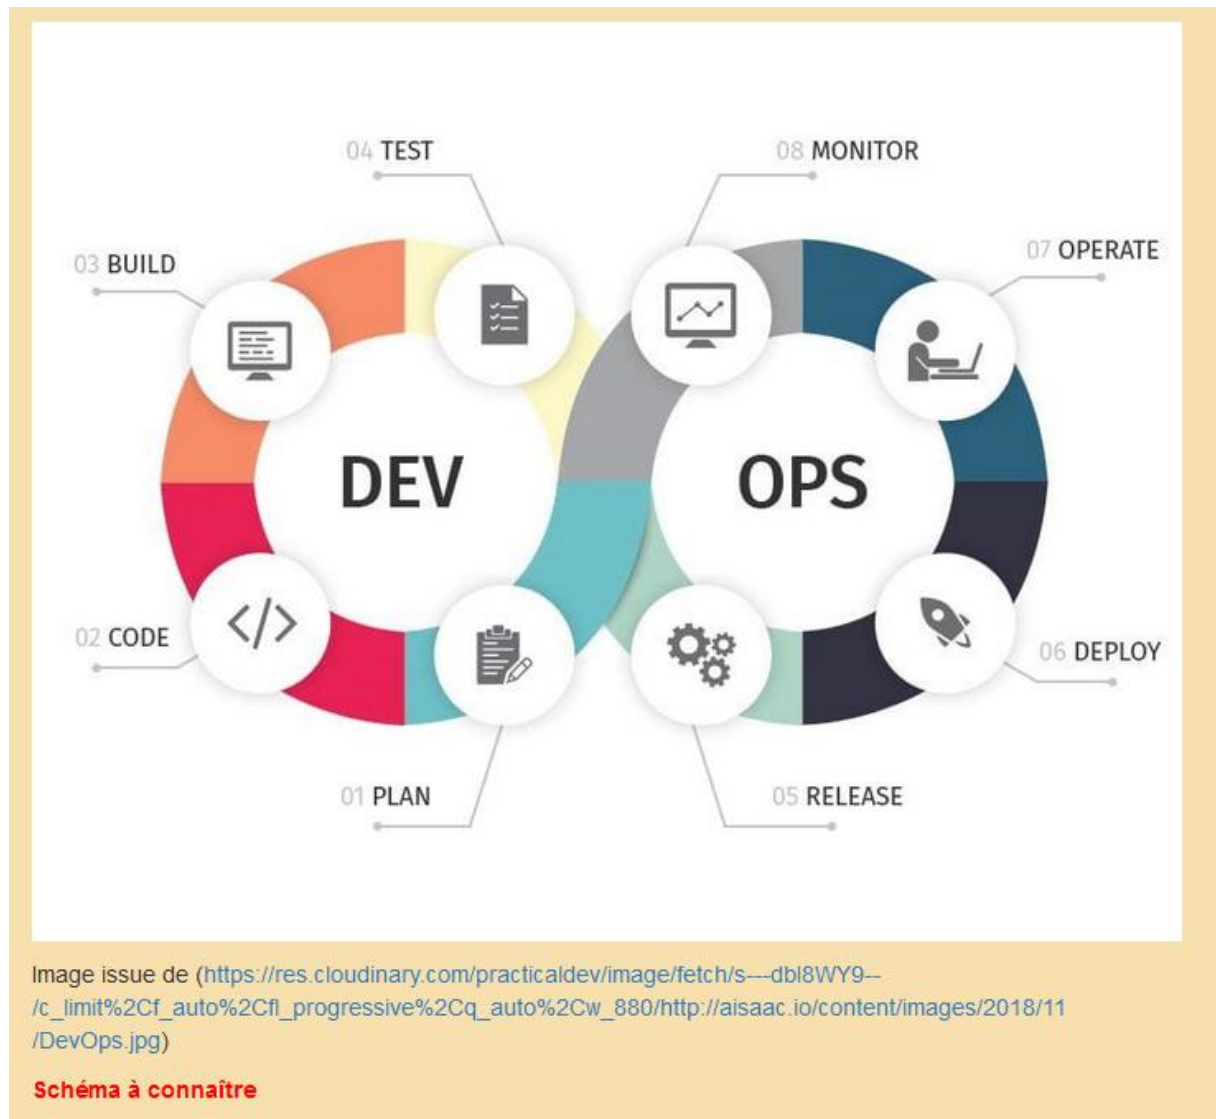 04 TEST
08 MONITOR
03 BUILD
07 OPERATE
DEV
OPS
02 CODE
06 DEPLOY
01 PLAN
05 RELEASE
Image issue de (https://res.cloudinary.com/practicaldev/image/fetch/s---dbl8WY9--
/c_limit%2Cf_auto%2Cfl_progressive%2Cq_auto%2Cw_880/http://aisaac.io/content/images/2018/11
/DevOps.jpg)
Schéma à connaître